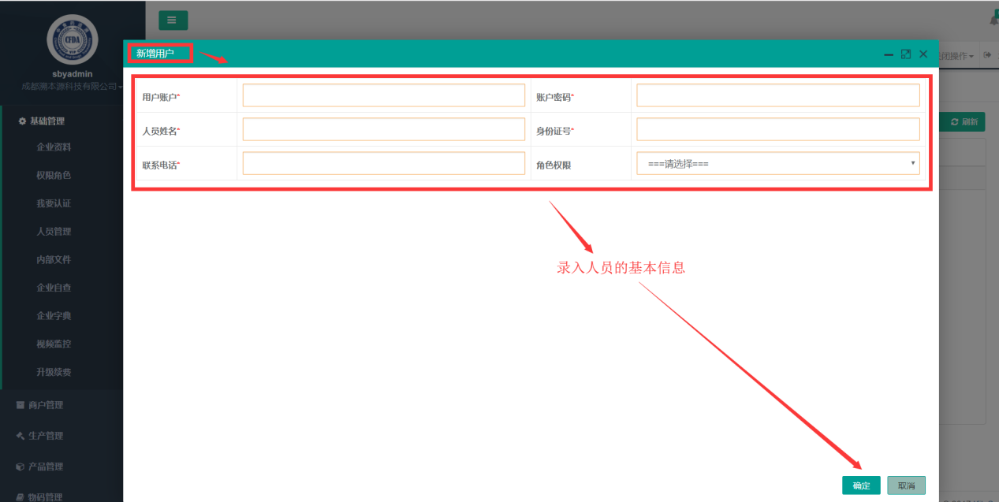 CFDA
sbyadmin
成都溯本源科技有限公司
基础管理
企业资料
权限角色
我要认证
人员管理
内部文件
企业自查
企业字典
视频监控
升级续费
商户管理
生产管理
产品管理
物码管理
新增用户
闭操作
刷新
用户账户*
账户密码*
人员姓名*
身份证号*
联系电话*
角色权限
===请选择===
录入人员的基本信息
确定
取消